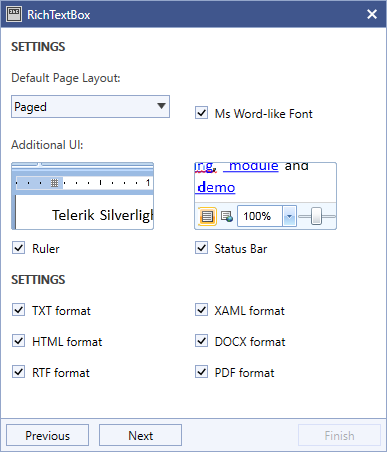 RichTextBox
SETTINGS
Default Page Layout:
Paged
Ms Word-like Font
Additional UI:
1
Telerik Silverligh
ng, module and
demo
100%
Ruler
Status Bar
SETTINGS
TXT format
XAML format
HTML format
DOCX format
RTF format
PDF format
Previous
Next
Finish